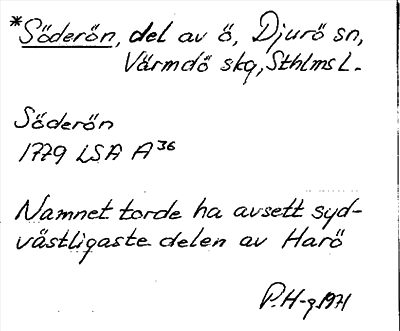 *Söderön, del av ö, Djurö sn,
Värmdö skg, Sthlms L.
Söderön
1779 LSA A 36
Namnet torde ha avsett syd-
västligaste delen av Harö
P.H-g 1971